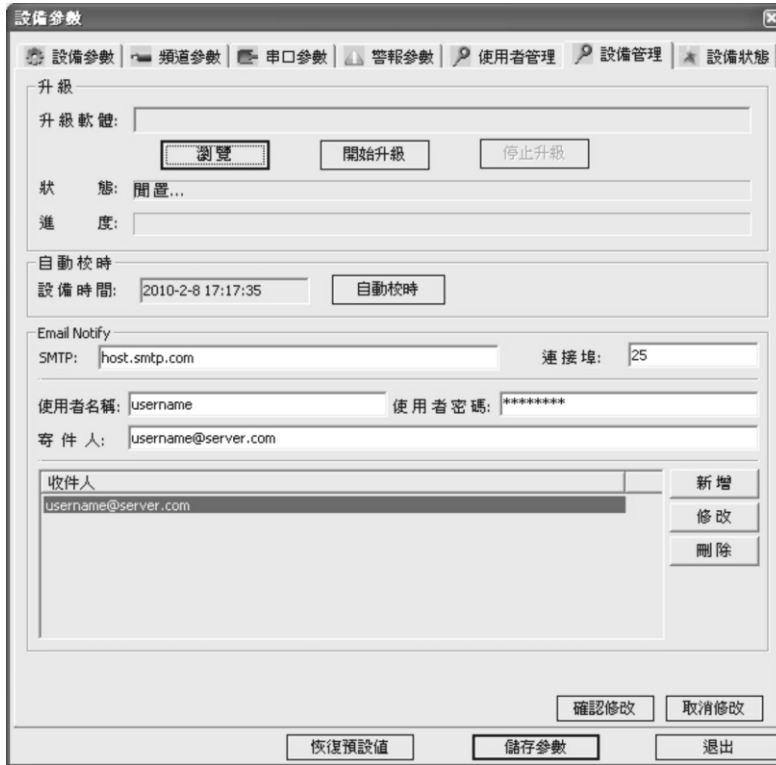 設備參數
設備參數 頻道參數 串口參數 警報參數 使用者管理 設備管理 設備狀態
升級
升級軟體:
瀏覽 開始升級 停止升級
狀 態: 閒置...
進 度:
自動校時
設備時間: 2010-2-8 17:17:35 自動校時
Email Notify
SMTP: host.smtp.com 連接埠: 25
使用者名稱: username 使用者密碼: ********
寄件人: username@server.com
收件人 新增
username@server.com
修改
刪除
確認修改 取消修改
恢復預設值 儲存參數 退出